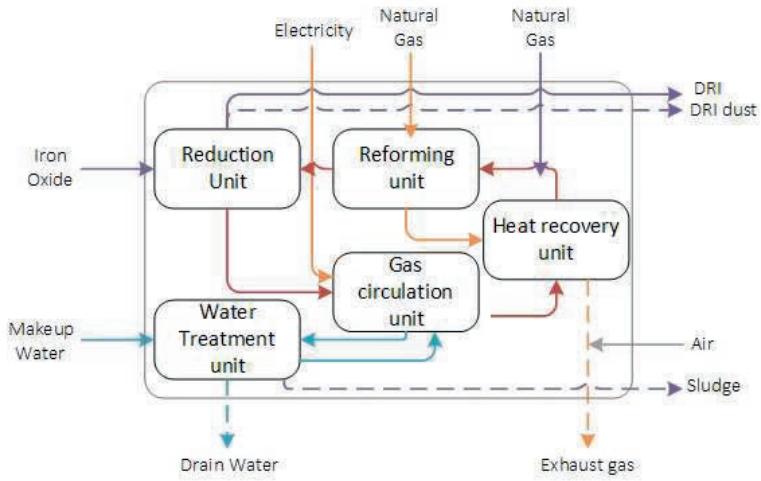 Electricity
Natural
Gas
Natural
Gas
DRI
DRI dust
Iron
Oxide
Reduction
Unit
Reforming
unit
Heat recovery
unit
Gas
circulation
unit
Makeup
Water
Water
Treatment
unit
Air
Sludge
Drain Water
Exhaust gas